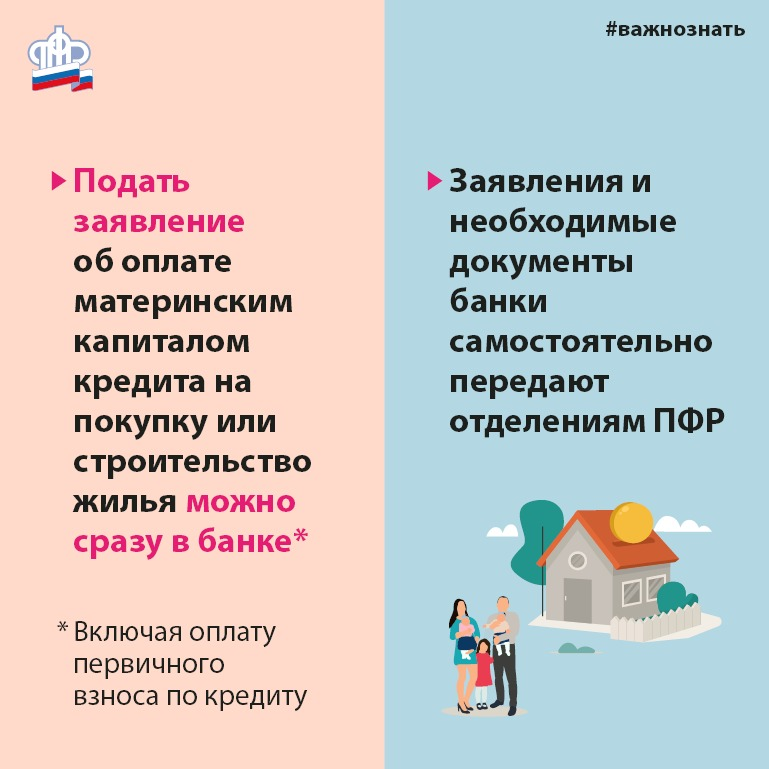 #важнознать
Подать
заявление
об оплате
материнским
капиталом
кредита на
покупку или
строительство
жилья можно
сразу в банке*
* Включая оплату
первичного
взноса по кредиту
Заявления и
необходимые
документы
банки
самостоятельно
передают
отделениям ПФР